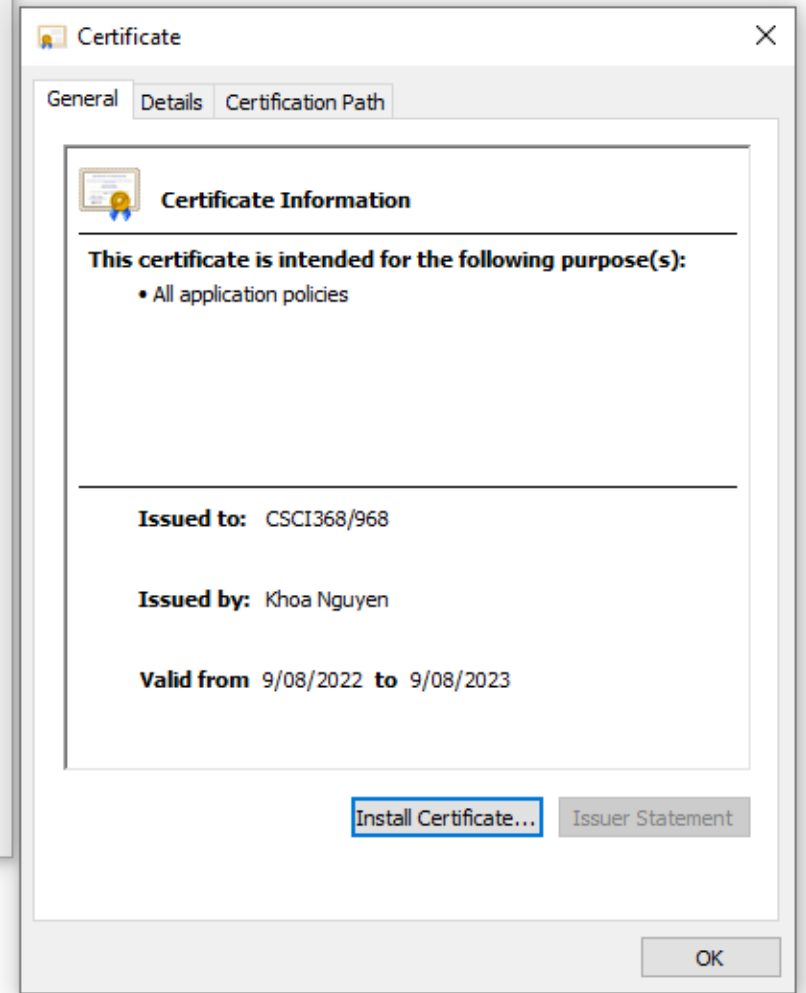 Certificate
General Details Certification Path
Certificate Information
This certificate is intended for the following purpose(s):
• All application policies
Issued to: CSCI368/968
Issued by: Khoa Nguyen
Valid from 9/08/2022 to 9/08/2023
Install Certificate... Issuer Statement
OK